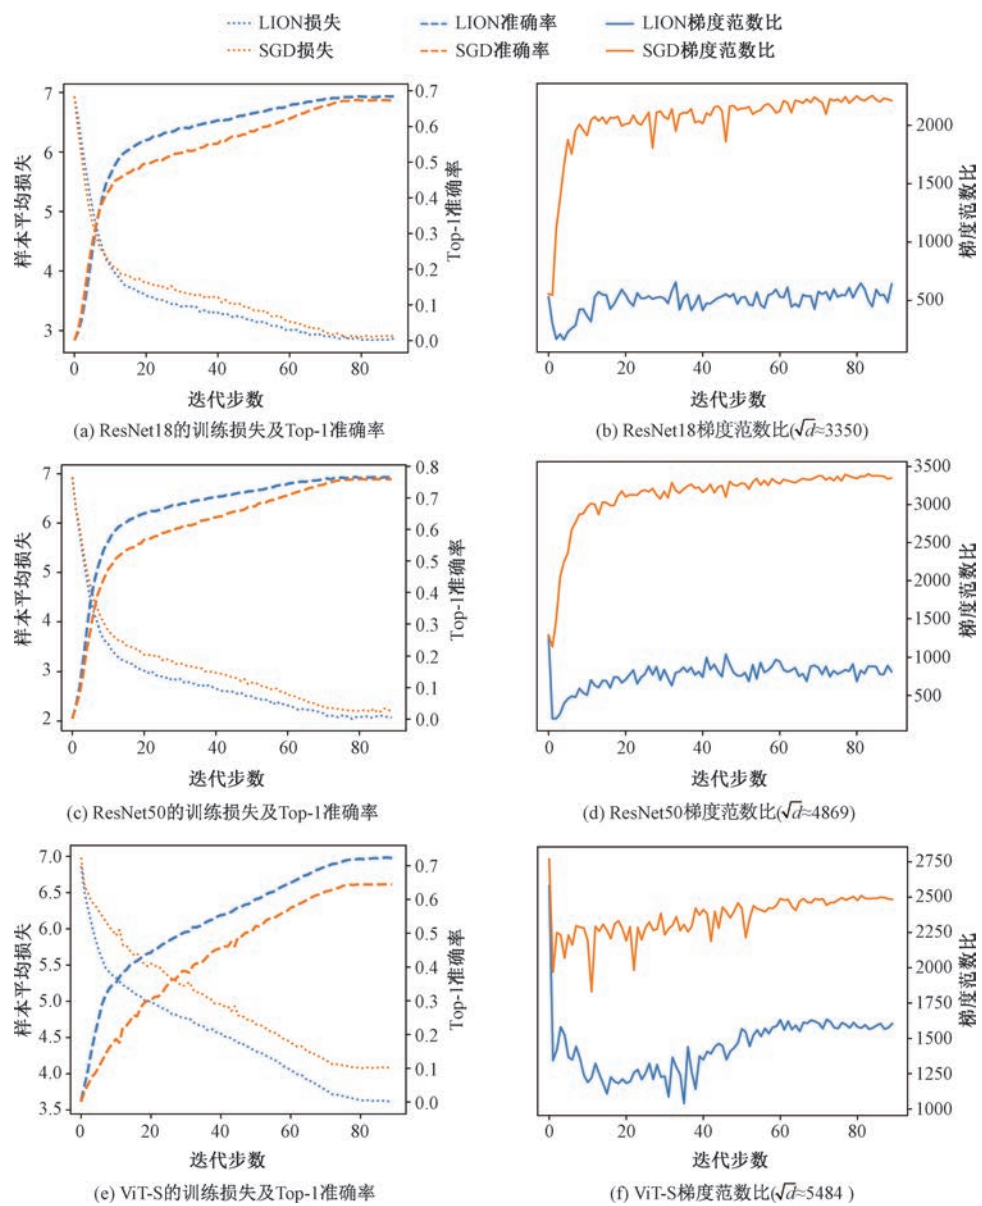 LION损失 LION准确率 LION梯度范数比
SGD损失 SGD准确率 SGD梯度范数比
7
6
5
4
3
样本平均损失
0.7
0.6
0.5
0.4
0.3
0.2
0.1
0.0
Top-1准确率
0 20 40 60 80
迭代步数
(a) ResNet18的训练损失及Top-1准确率
2000
1500
1000
500
梯度范数比
0 20 40 60 80
迭代步数
(b) ResNet18梯度范数比(√d≈3350)
7
6
5
4
3
2
样本平均损失
0.8
0.7
0.6
0.5
0.4
0.3
0.2
0.1
0.0
Top-1准确率
0 20 40 60 80
迭代步数
(c) ResNet50的训练损失及Top-1准确率
3500
3000
2500
2000
1500
1000
500
梯度范数比
0 20 40 60 80
迭代步数
(d) ResNet50梯度范数比(√d≈4869)
7.0
6.5
6.0
5.5
5.0
4.5
4.0
3.5
样本平均损失
0.7
0.6
0.5
0.4
0.3
0.2
0.1
0.0
Top-1准确率
0 20 40 60 80
迭代步数
(e) ViT-S的训练损失及Top-1准确率
2750
2500
2250
2000
1750
1500
1250
1000
梯度范数比
0 20 40 60 80
迭代步数
(f) ViT-S梯度范数比(√d≈5484 )